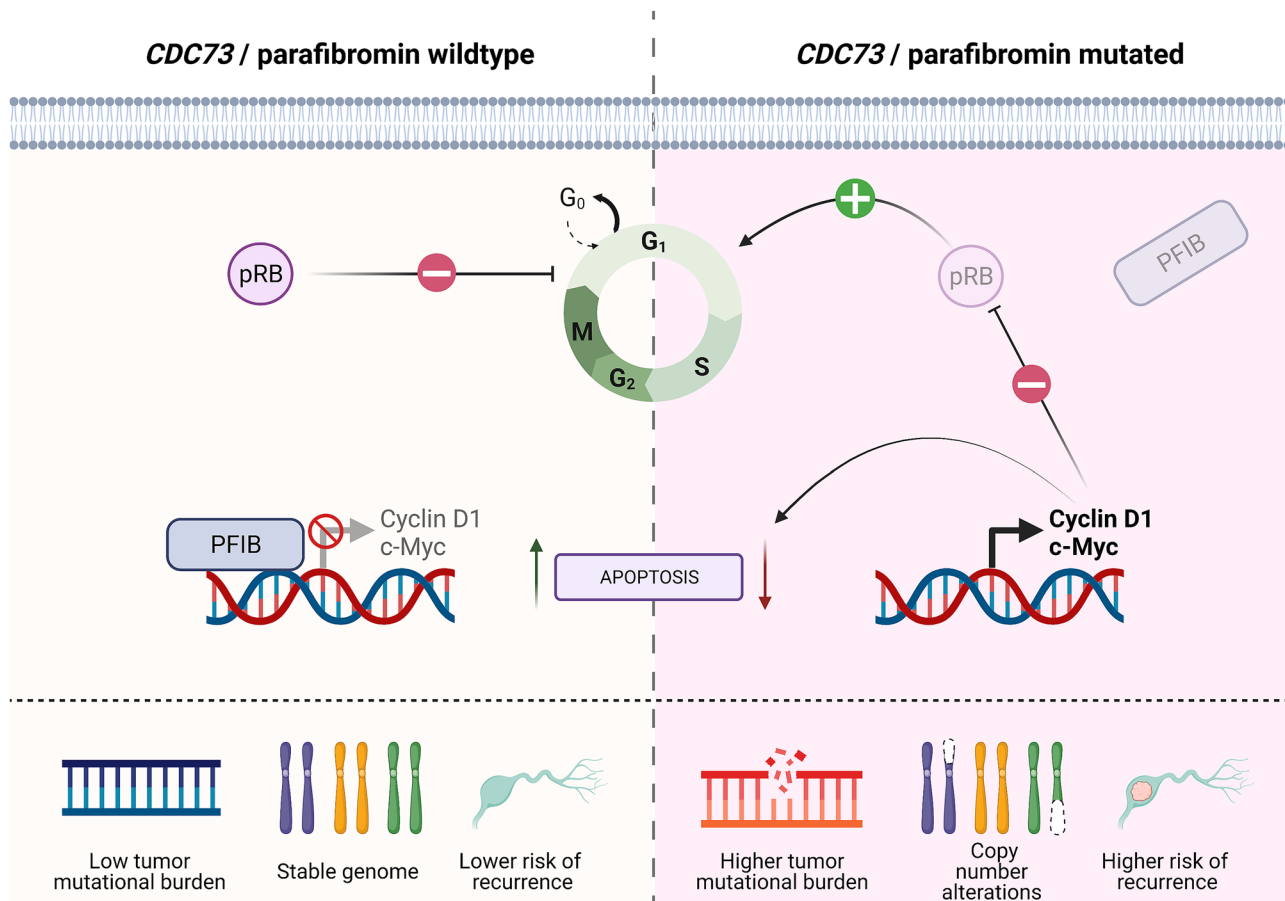 CDC73 / parafibromin wildtype
CDC73 / parafibromin mutated
G₀
G₁
S
G₂
M
pRB
pRB
PFIB
PFIB
Cyclin D1
c-Myc
APOPTOSIS
Cyclin D1
c-Myc
Low tumor
mutational burden
Stable genome
Lower risk of
recurrence
Higher tumor
mutational burden
Copy
number
alterations
Higher risk of
recurrence